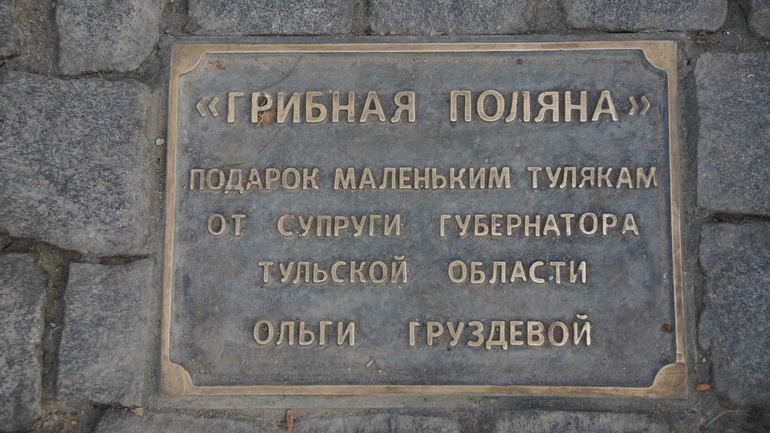 «ГРИБНАЯ ПОЛЯНА»
ПОДАРОК МАЛЕНЬКИМ ТУЛЯКАМ
ОТ СУПРУГИ ГУБЕРНАТОРА
ТУЛЬСКОЙ ОБЛАСТИ
ОЛЬГИ ГРУЗДЕВОЙ